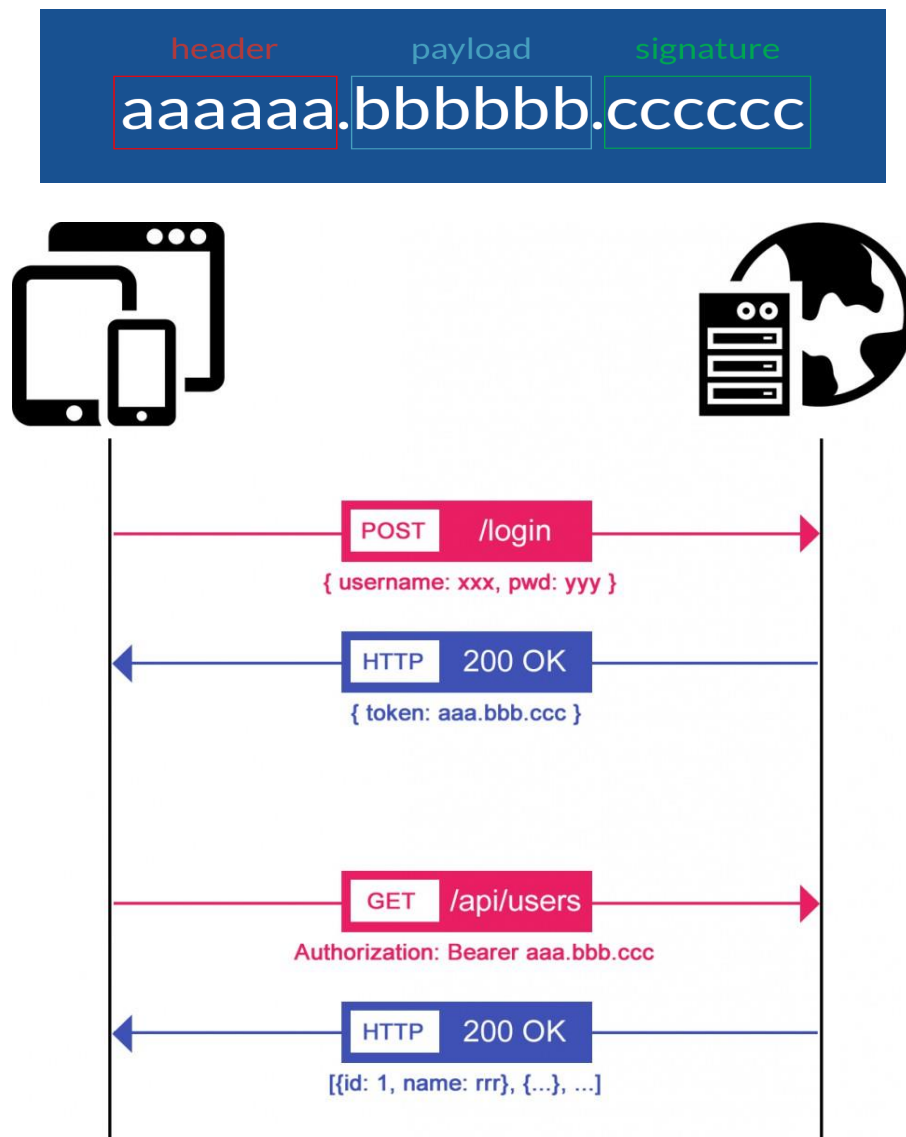 header payload signature
aaaaaa.bbbbbb.cccccc
POST /login
{ username: xxx, pwd: yyy }
HTTP 200 OK
{ token: aaa.bbb.ccc }
GET /api/users
Authorization: Bearer aaa.bbb.ccc
HTTP 200 OK
[{id: 1, name: rrr}, {...}, ...]